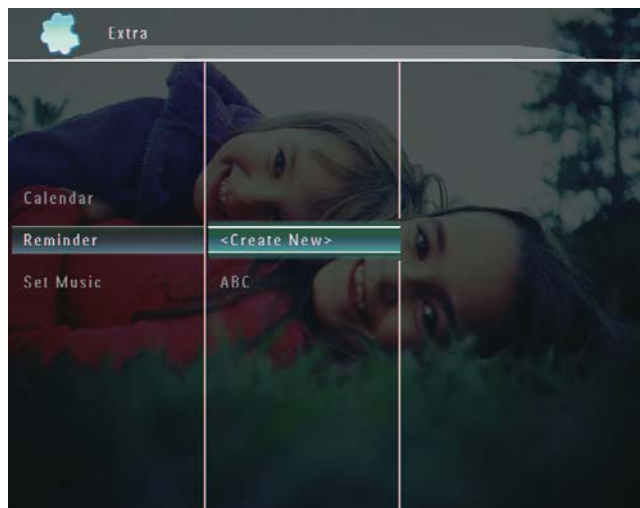 Extra
Calendar
Reminder
<Create New>
Set Music
ABC